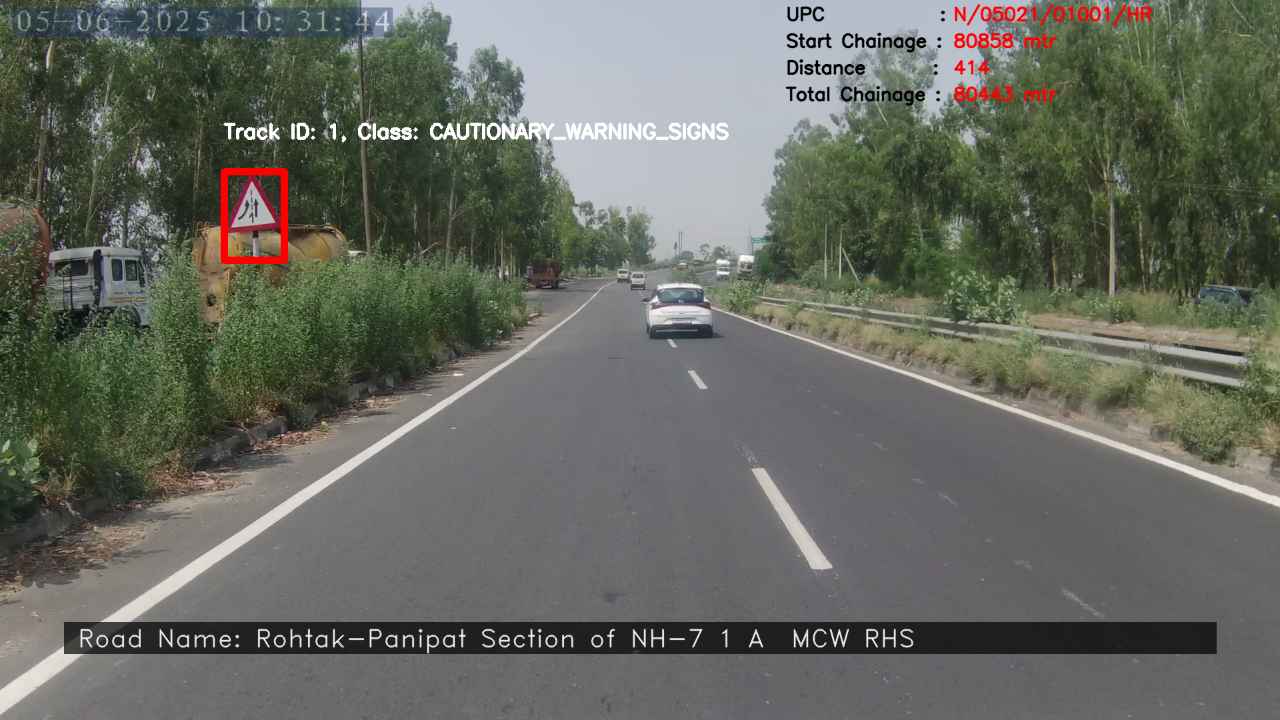 05-06-2025 10:31:44
UPC : N/05021/01001/HR
Start Chainage : 80858 mtr
Distance : 414
Total Chainage : 80443 mtr
Track ID: 1, Class: CAUTIONARY_WARNING_SIGNS
Road Name: Rohtak-Panipat Section of NH-7 1 A MCW RHS